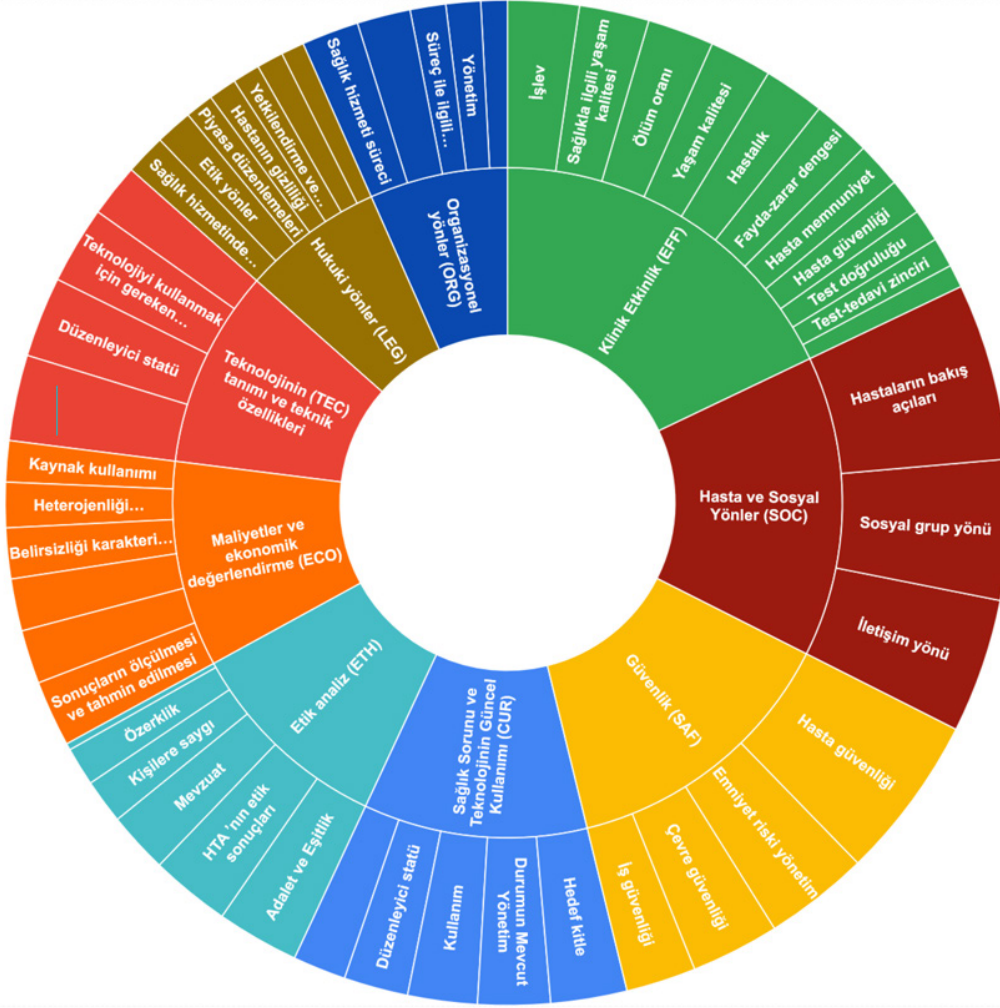 Klinik Etkinlik (EFF)
İşlev
Sağlıkla ilgili yaşam
kalitesi
Ölüm oranı
Yaşam kalitesi
Hastalık
Fayda-zarar dengesi
Hasta memnuniyet
Hasta güvenliği
Test doğruluğu
Test-tedavi zinciri
Hasta ve Sosyal
Yönler (SOC)
Hastaların bakış
açıları
Sosyal grup yönü
İletişim yönü
Güvenlik (SAF)
Hasta güvenliği
Emniyet riski yönetim
Çevre güvenliği
İş güvenliği
Sağlık Sorunu ve
Teknolojinin Güncel
Kullanımı (CUR)
Hedef kitle
Durumun Mevcut
Yönetim
Kullanım
Düzenleyici statü
Etik analiz (ETH)
Adalet ve Eşitlik
HTA 'nın etik
sonuçları
Mevzuat
Kişilere saygı
Özerklik
Maliyetler ve
ekonomik
değerlendirme (ECO)
Sonuçların ölçülmesi
ve tahmin edilmesi
Belirsizliği karakteri...
Heterojenliği...
Kaynak kullanımı
Teknolojinin (TEC)
tanımı ve teknik
özellikleri
Düzenleyici statü
Teknolojiyi kullanmak
için gereken...
Hukuki yönler (LEG)
Sağlık hizmetinde...
Etik yönler
Piyasa düzenlemeleri
Hastanın gizliliği
Yetkilendirme ve...
Organizasyonel
yönler (ORG)
Sağlık hizmeti süreci
Süreç ile ilgili...
Yönetim